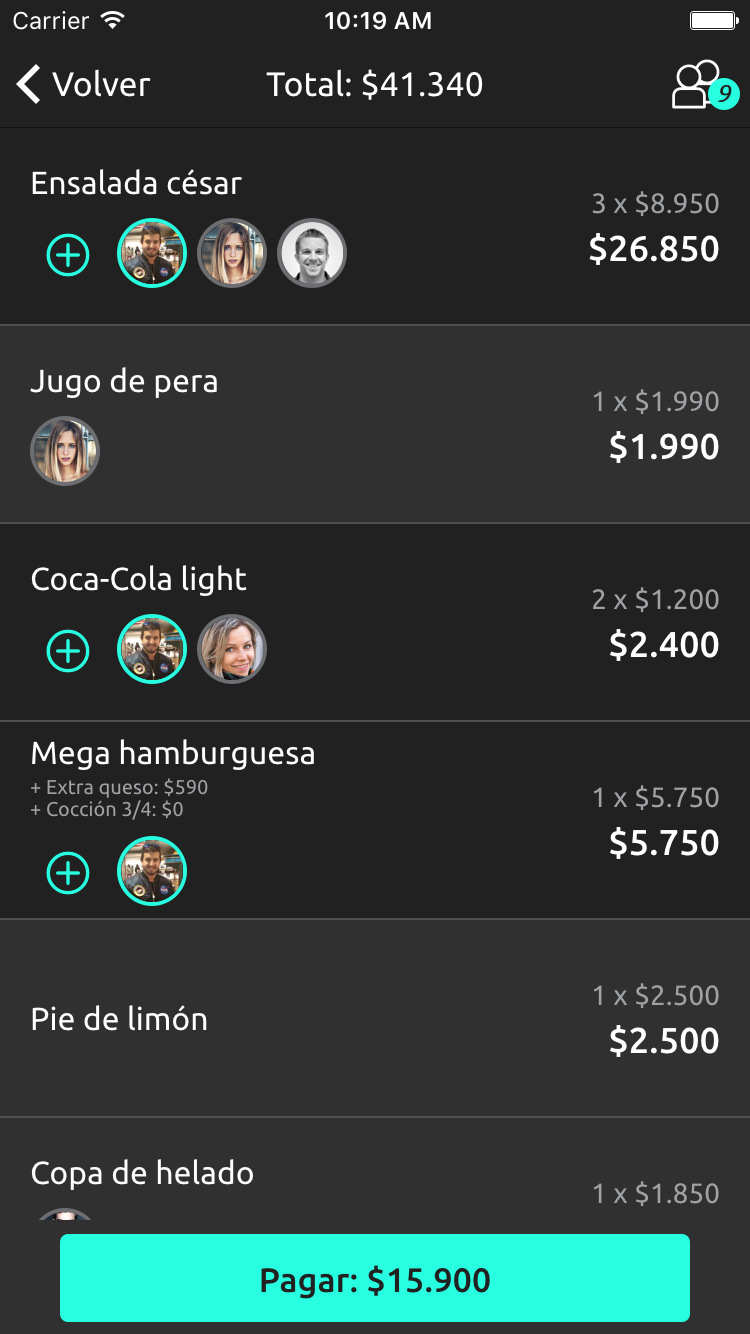 Carrier 10:19 AM
Volver Total: $41.340 9
Ensalada césar
3 x $8.950
$26.850
Jugo de pera
1 x $1.990
$1.990
Coca-Cola light
2 x $1.200
$2.400
Mega hamburguesa
+ Extra queso: $590
+ Cocción 3/4: $0
1 x $5.750
$5.750
Pie de limón
1 x $2.500
$2.500
Copa de helado
1 x $1.850
Pagar: $15.900